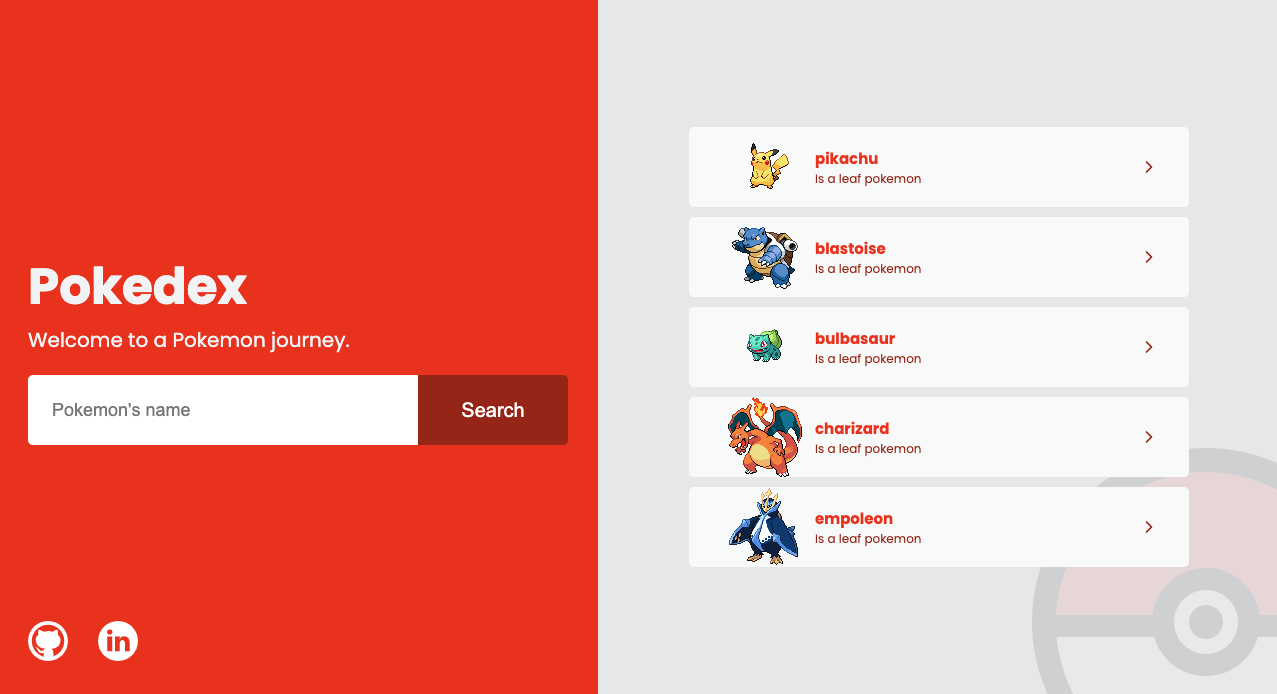 Pokedex
Welcome to a Pokemon journey.
Pokemon's name
Search
in
pikachu
Is a leaf pokemon
blastoise
Is a leaf pokemon
bulbasaur
Is a leaf pokemon
charizard
Is a leaf pokemon
empoleon
Is a leaf pokemon